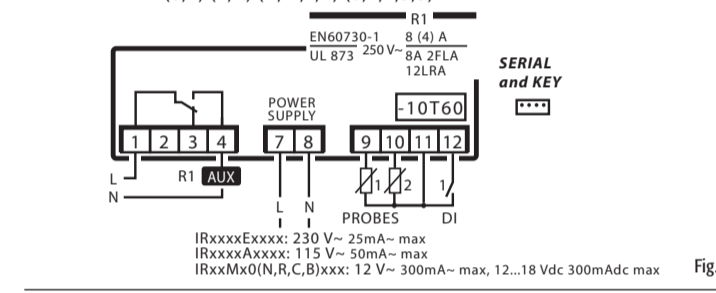 R1
EN60730-1 8 (4) A
UL 873 250 V~ 8A 2FLA
12LRA
SERIAL
and KEY
POWER
SUPPLY
-10T60
1 2 3 4 7 8 9 10 11 12
L R1 AUX 1 2 1
N
L N PROBES DI
IRxxxxExxxx: 230 V~ 25mA~ max
IRxxxxAxxxx: 115 V~ 50mA~ max
IRxxMx0(N,R,C,B)xxx: 12 V~ 300mA~ max, 12...18 Vdc 300mAdc max
Fig.